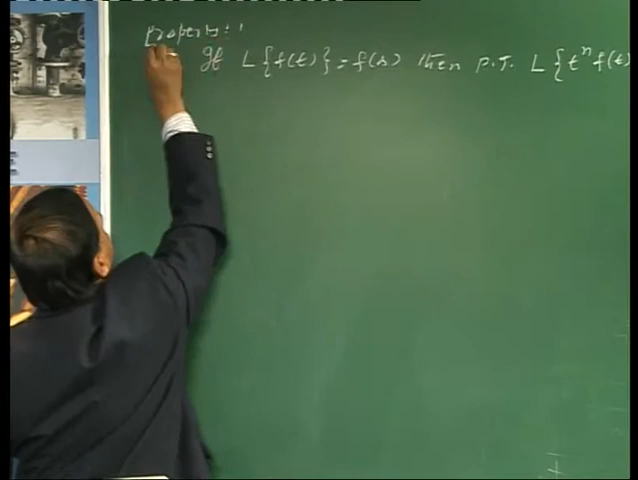 Property:
If L{f(t)} = f(s) then P.T. L{t^n f(t)